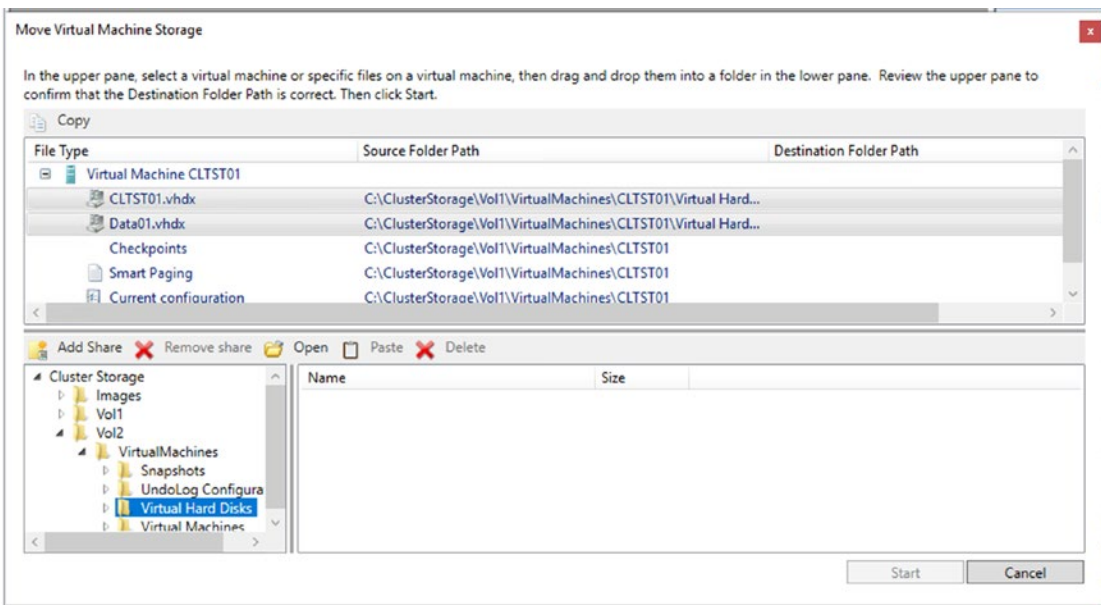 Move Virtual Machine Storage
x
In the upper pane, select a virtual machine or specific files on a virtual machine, then drag and drop them into a folder in the lower pane. Review the upper pane to
confirm that the Destination Folder Path is correct. Then click Start.
Copy
File Type Source Folder Path Destination Folder Path
Virtual Machine CLTST01
CLTST01.vhdx C:\ClusterStorage\Vol1\VirtualMachines\CLTST01\Virtual Hard...
Data01.vhdx C:\ClusterStorage\Vol1\VirtualMachines\CLTST01\Virtual Hard...
Checkpoints C:\ClusterStorage\Vol1\VirtualMachines\CLTST01
Smart Paging C:\ClusterStorage\Vol1\VirtualMachines\CLTST01
Current configuration C:\ClusterStorage\Vol1\VirtualMachines\CLTST01
Add Share Remove share Open Paste Delete
Cluster Storage Name Size
Images
Vol1
Vol2
VirtualMachines
Snapshots
UndoLog Configura
Virtual Hard Disks
Virtual Machines
Start Cancel